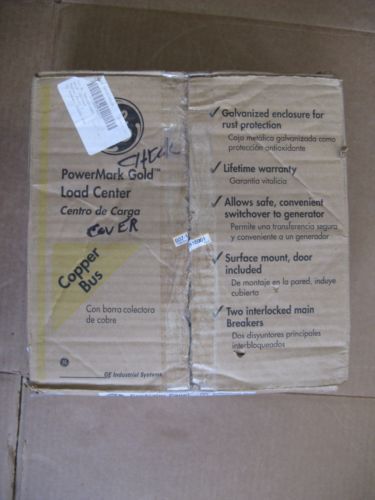 PowerMark Gold™
Load Center
Centro de Carga
COVER
Copper
Bus
Con barra colectora
de cobre
GE Industrial Systems
✓ Galvanized enclosure for
rust protection
Caja metálica galvanizada como
protección antioxidante
✓ Lifetime warranty
Garantía vitalicia
✓ Allows safe, convenient
switchover to generator
Permite una transferencia segura
y conveniente a un generador
✓ Surface mount, door
included
De montaje en la pared, incluye
cubierta
✓ Two interlocked main
Breakers
Dos disyuntores principales
interbloqueados